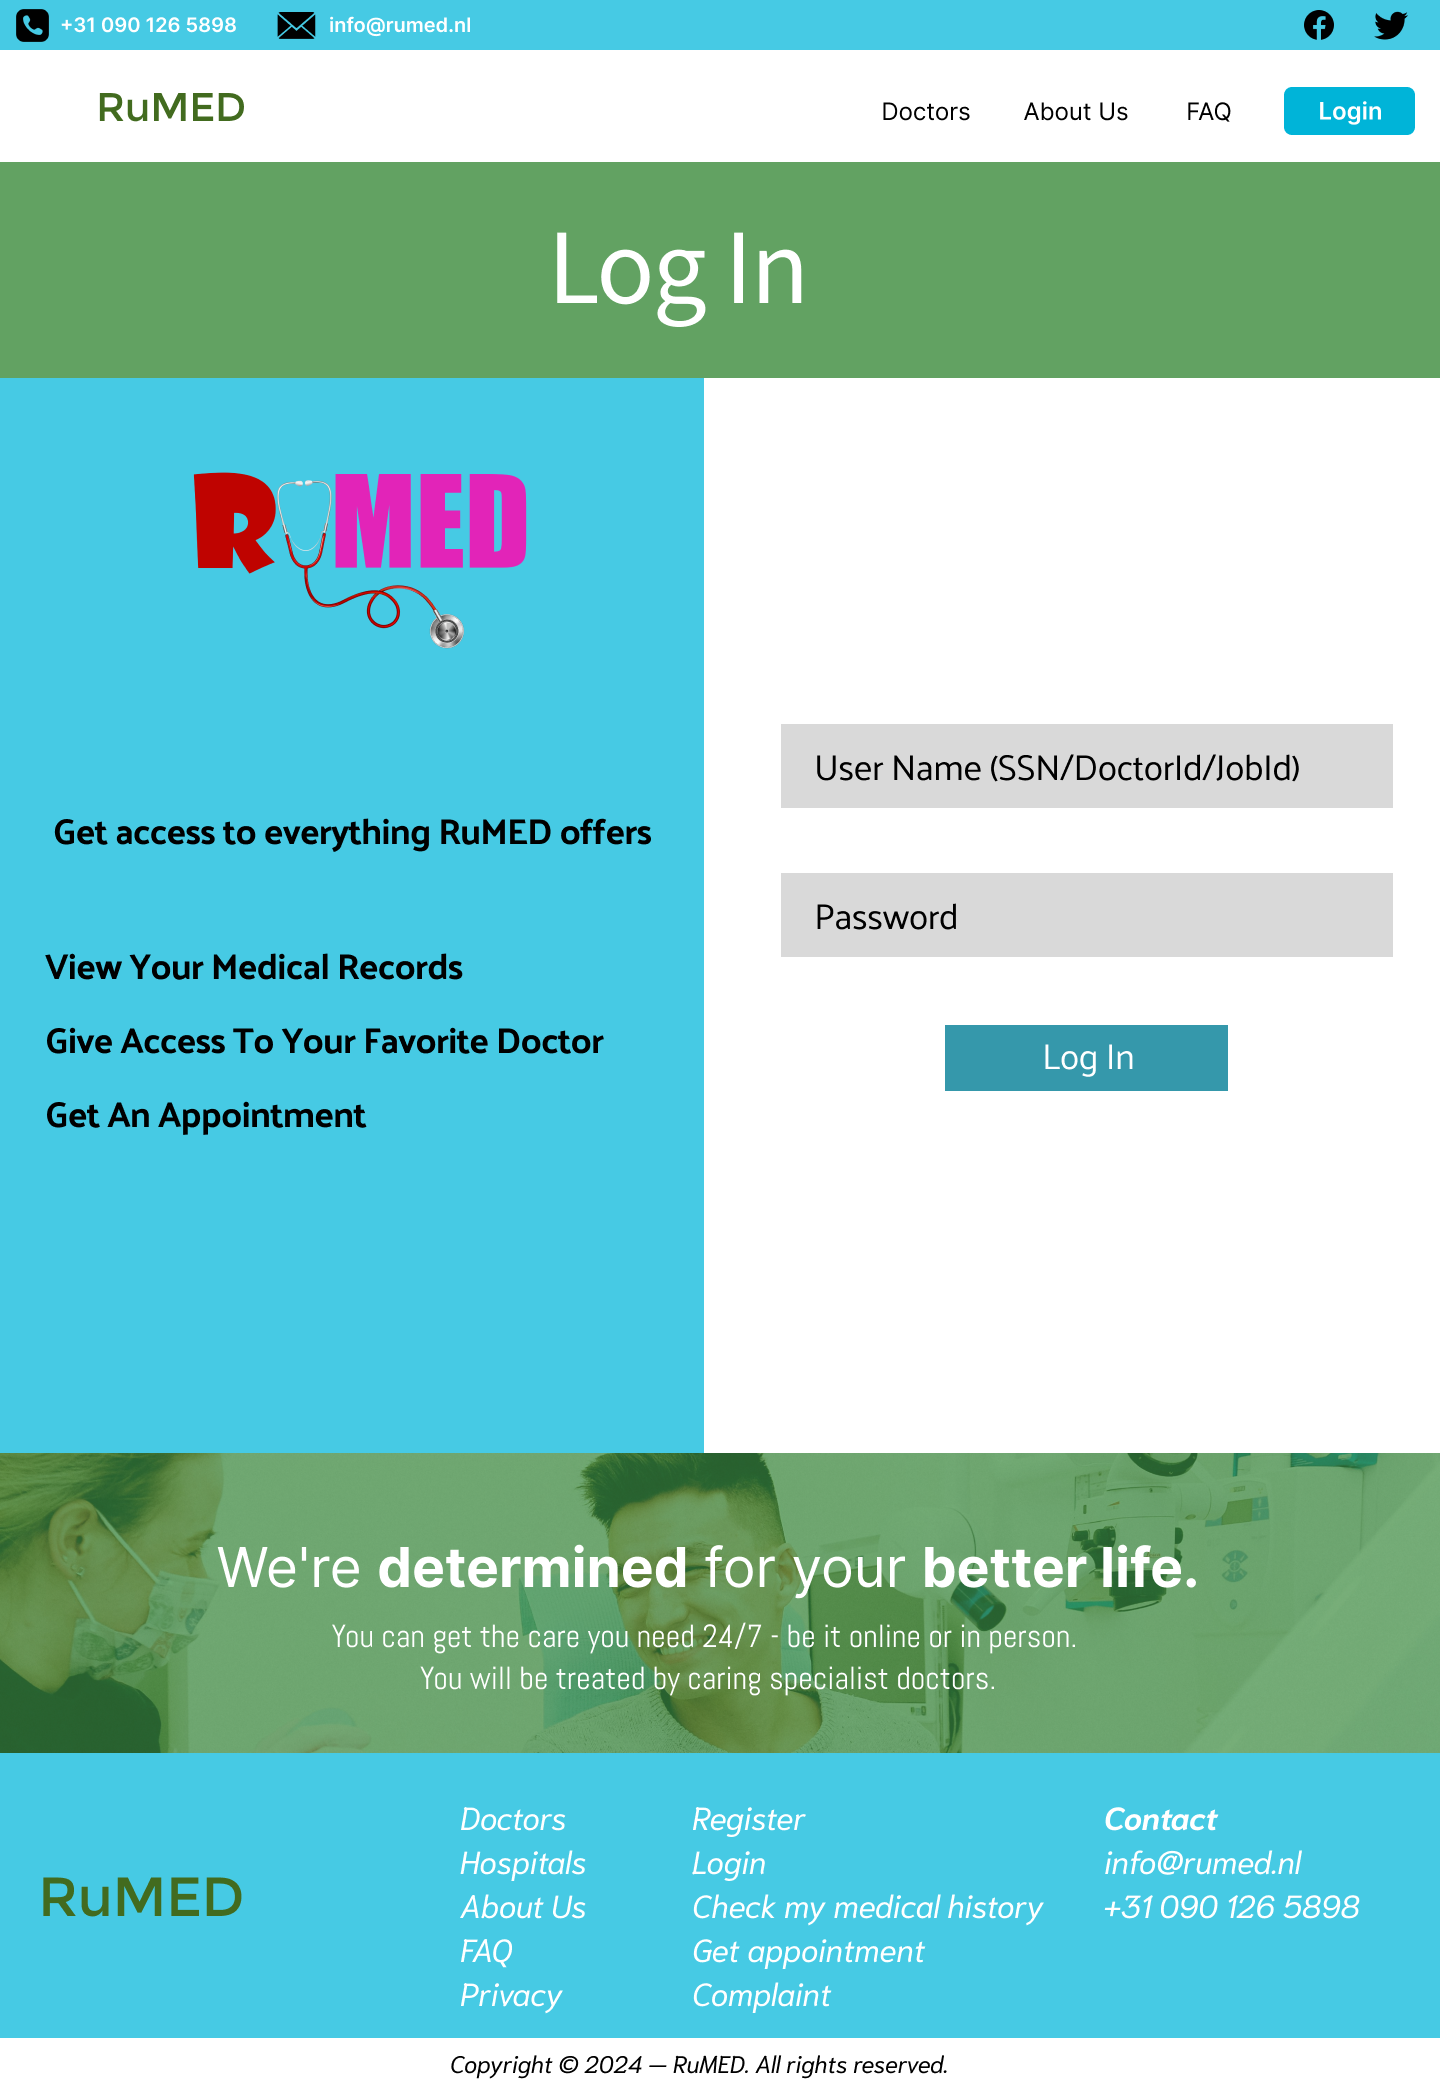 +31 090 126 5898
info@rumed.nl
RuMED
Doctors
About Us
FAQ
Login
Log In
RUMED
Get access to everything RuMED offers
View Your Medical Records
Give Access To Your Favorite Doctor
Get An Appointment
User Name (SSN/DoctorId/JobId)
Password
Log In
We're determined for your better life.
You can get the care you need 24/7 - be it online or in person.
You will be treated by caring specialist doctors.
RuMED
Doctors
Hospitals
About Us
FAQ
Privacy
Register
Login
Check my medical history
Get appointment
Complaint
Contact
info@rumed.nl
+31 090 126 5898
Copyright © 2024 — RuMED. All rights reserved.